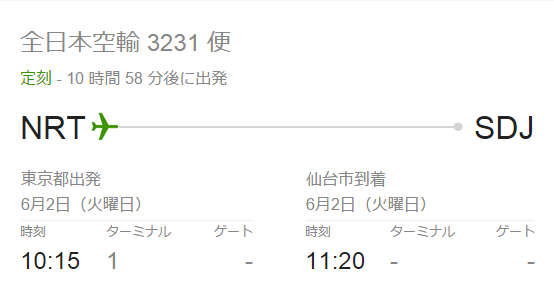 全日本空輸 3231 便
定刻 - 10 時間 58 分後に出発
NRT SDJ
東京都出発 仙台市到着
6月2日（火曜日） 6月2日（火曜日）
時刻 ターミナル ゲート 時刻 ターミナル ゲート
10:15 1 - 11:20 - -